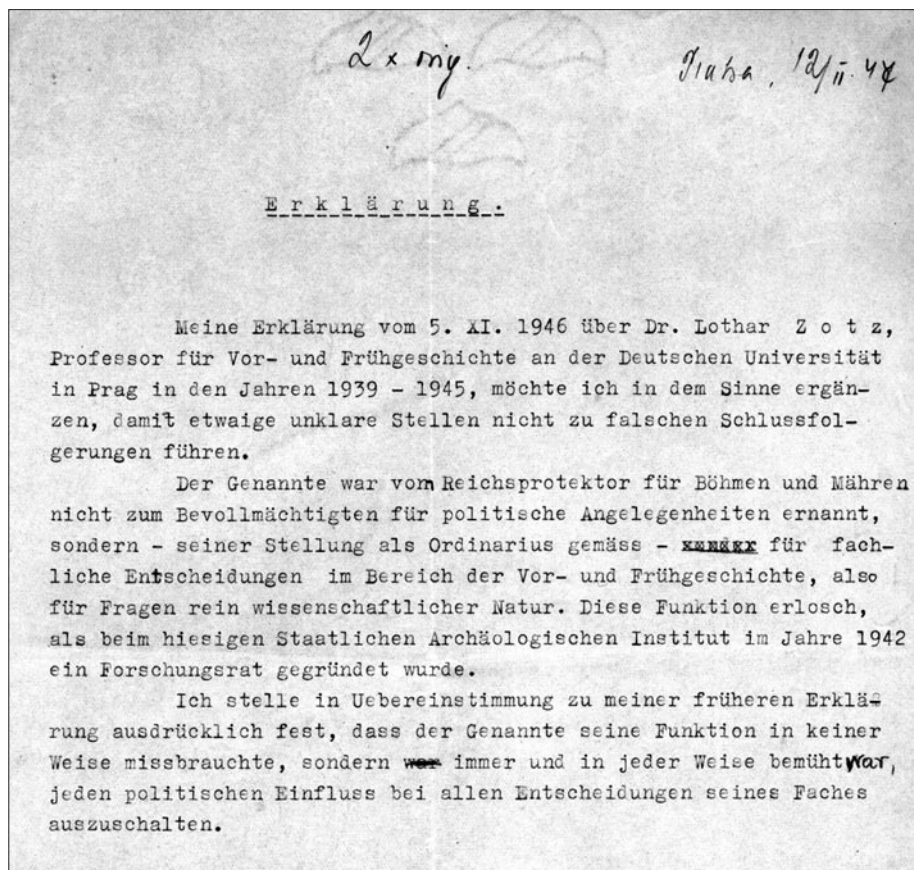 2 x orig.
Praha, 12/II. 47
Erklärung.
Meine Erklärung vom 5. XI. 1946 über Dr. Lothar Zotz,
Professor für Vor- und Frühgeschichte an der Deutschen Universität
in Prag in den Jahren 1939 - 1945, möchte ich in dem Sinne ergän-
zen, damit etwaige unklare Stellen nicht zu falschen Schlussfol-
gerungen führen.
Der Genannte war vom Reichsprotektor für Böhmen und Mähren
nicht zum Bevollmächtigten für politische Angelegenheiten ernannt,
sondern - seiner Stellung als Ordinarius gemäss - für fach-
liche Entscheidungen im Bereich der Vor- und Frühgeschichte, also
für Fragen rein wissenschaftlicher Natur. Diese Funktion erlosch,
als beim hiesigen Staatlichen Archäologischen Institut im Jahre 1942
ein Forschungsrat gegründet wurde.
Ich stelle in Uebereinstimmung zu meiner früheren Erklä-
rung ausdrücklich fest, dass der Genannte seine Funktion in keiner
Weise missbrauchte, sondern war immer und in jeder Weise bemüht war,
jeden politischen Einfluss bei allen Entscheidungen seines Faches
auszuschalten.